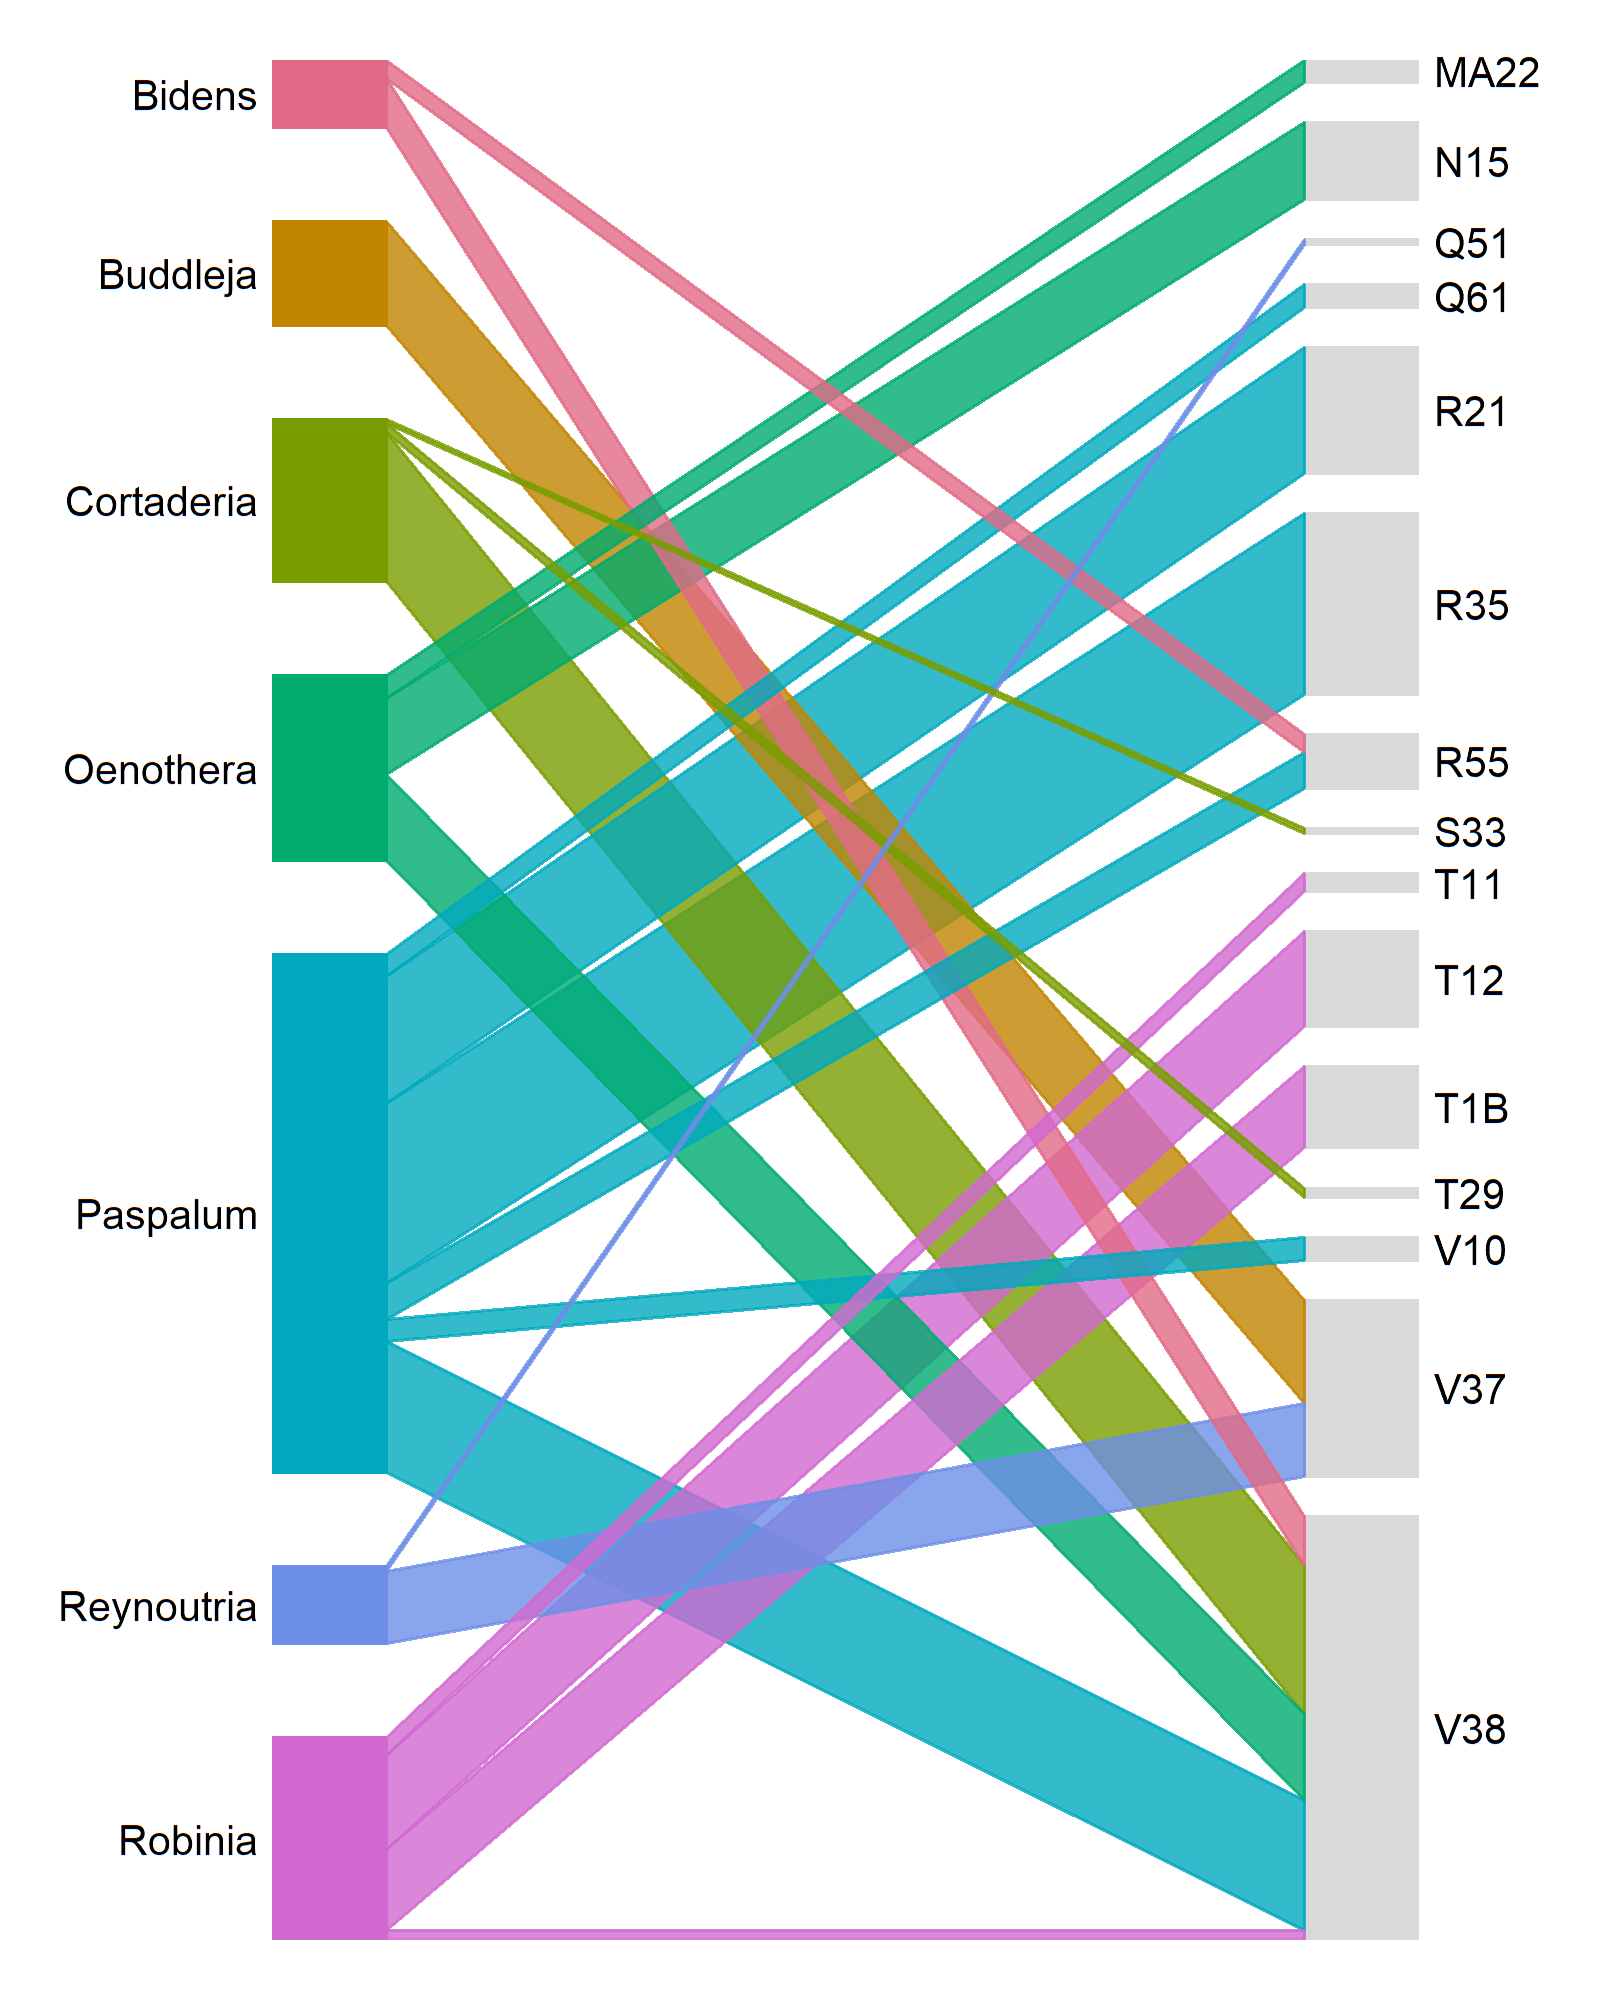 Bidens
Buddleja
Cortaderia
Oenothera
Paspalum
Reynoutria
Robinia
MA22
N15
Q51
Q61
R21
R35
R55
S33
T11
T12
T1B
T29
V10
V37
V38